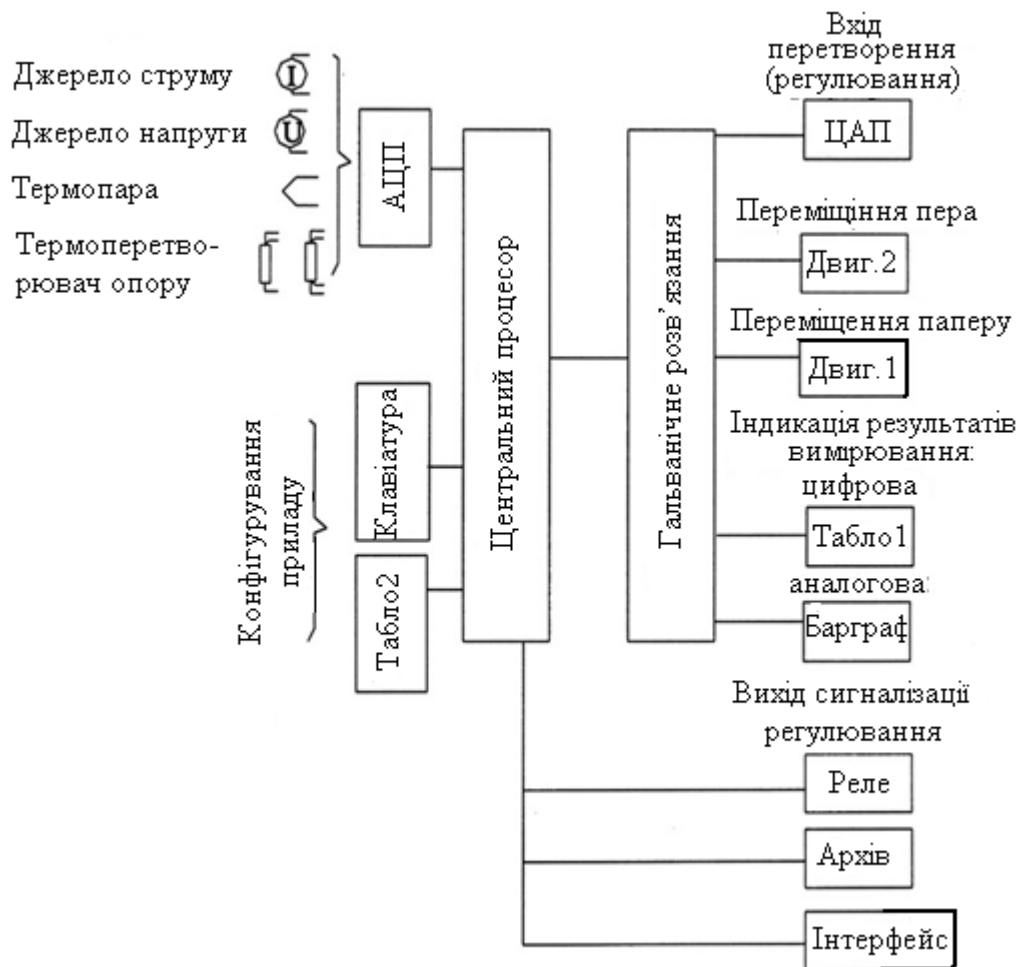 Джерело струму
I
Джерело напруги
U
Термопара
Термоперетво-
рювач опору
АЦП
Конфігурування
приладу
Клавіатура
Табло2
Центральний процесор
Гальванічне розв’язання
Вхід
перетворення
(регулювання)
ЦАП
Переміщіння пера
Двиг.2
Переміщення паперу
Двиг.1
Індикація результатів
вимірювання:
цифрова
Табло1
аналогова:
Барграф
Вихід сигналізації
регулювання
Реле
Архів
Інтерфейс